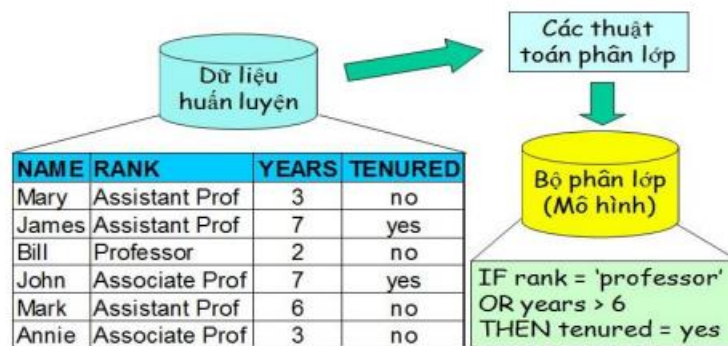 Dữ liệu
huấn luyện
Các thuật
toán phân lớp
NAME RANK YEARS TENURED
Mary Assistant Prof 3 no
James Assistant Prof 7 yes
Bill Professor 2 no
John Associate Prof 7 yes
Mark Assistant Prof 6 no
Annie Associate Prof 3 no
Bộ phân lớp
(Mô hình)
IF rank = 'professor'
OR years > 6
THEN tenured = yes